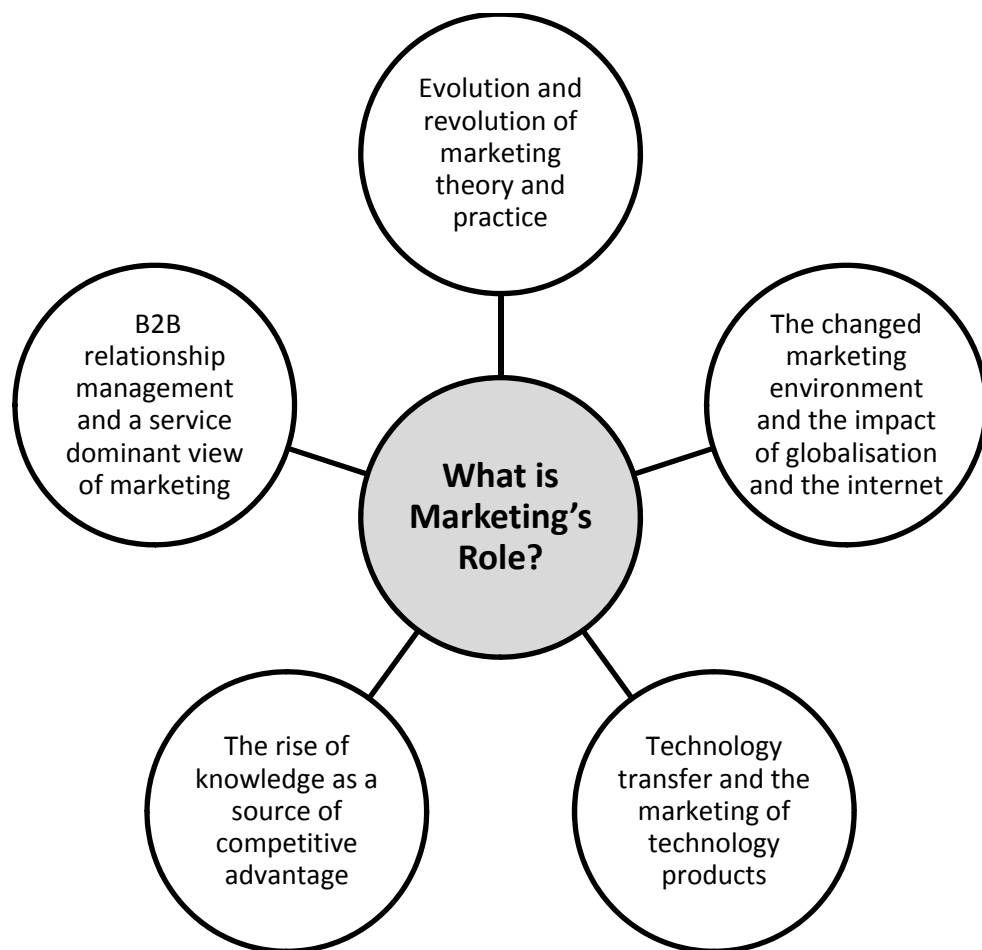 Evolution and
revolution of
marketing
theory and
practice
B2B
relationship
management
and a service
dominant view
of marketing
The changed
marketing
environment
and the impact
of globalisation
and the internet
What is
Marketing’s
Role?
The rise of
knowledge as a
source of
competitive
advantage
Technology
transfer and the
marketing of
technology
products